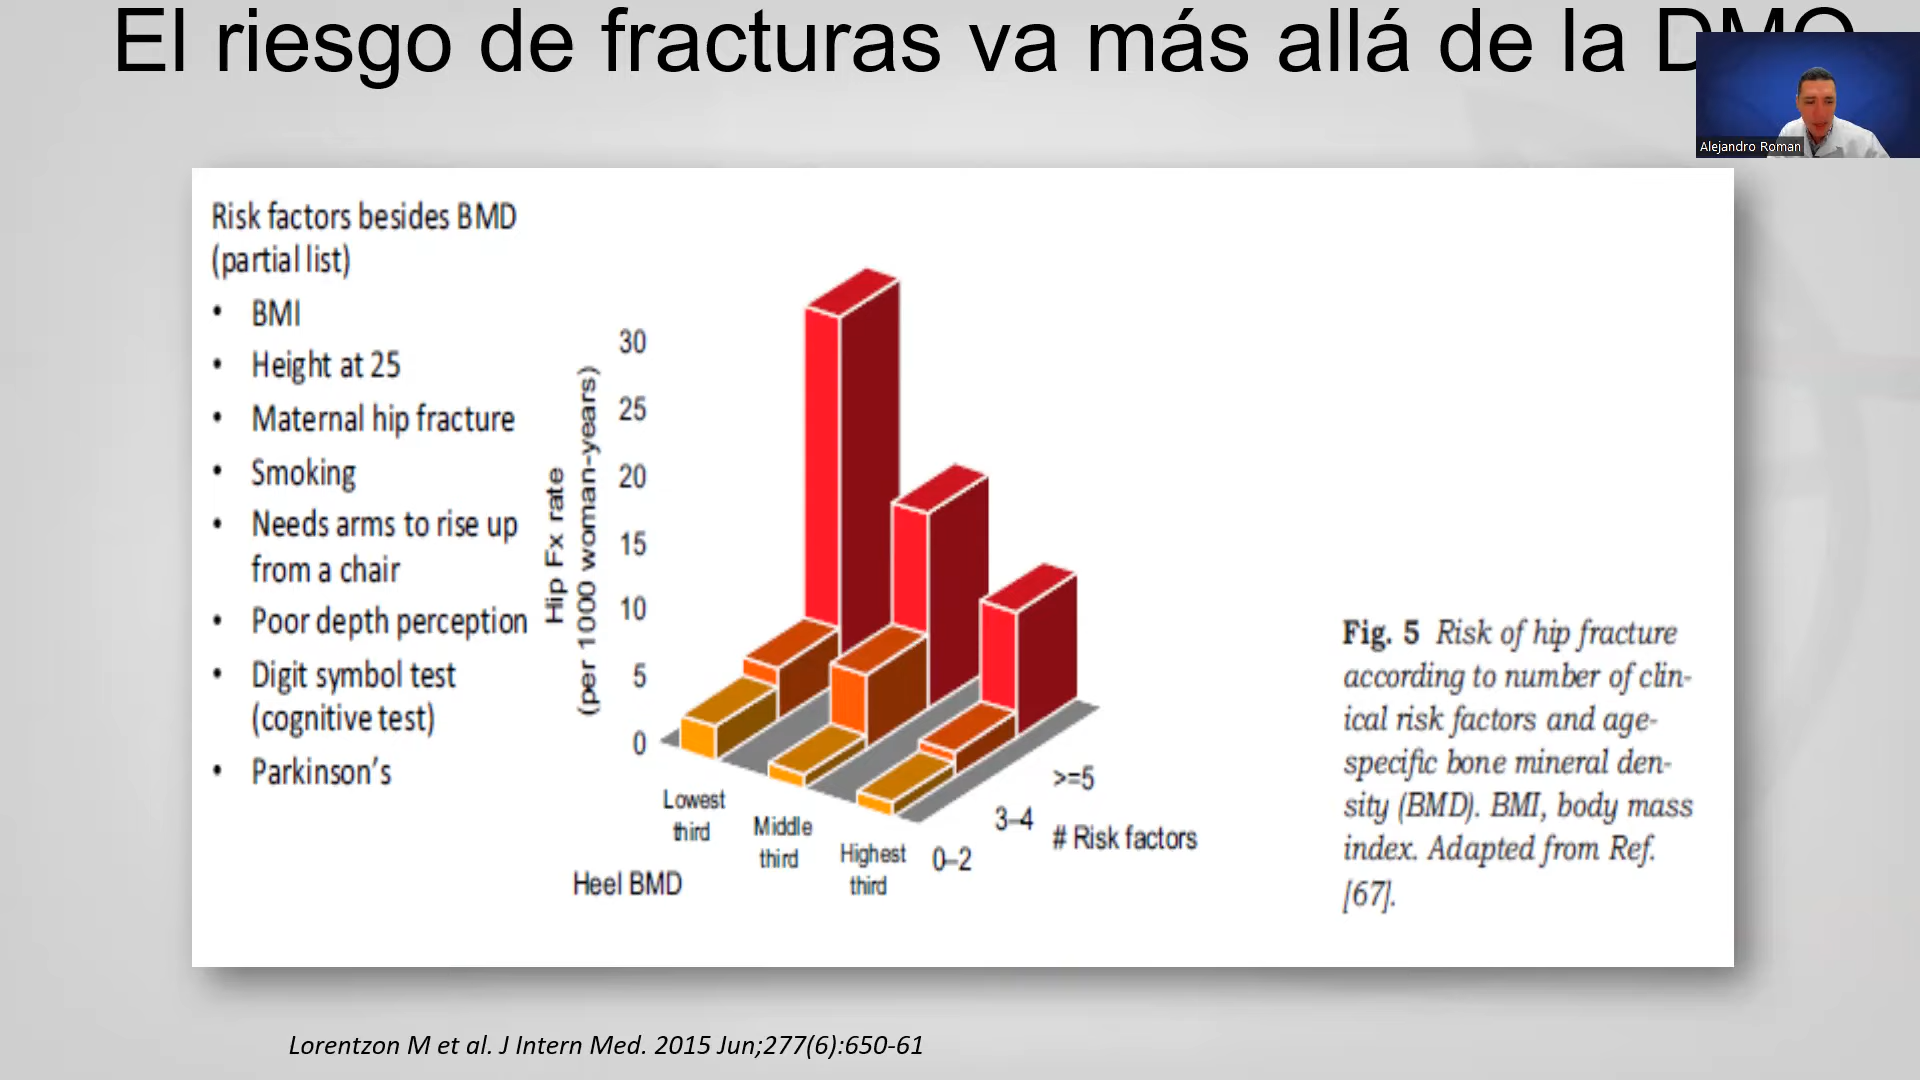 El riesgo de fracturas va más allá de la DMO
Alejandro Roman
Risk factors besides BMD
(partial list)
• BMI
• Height at 25
• Maternal hip fracture
• Smoking
• Needs arms to rise up
from a chair
• Poor depth perception
• Digit symbol test
(cognitive test)
• Parkinson's
Hip Fx rate
(per 1000 woman-years)
30
25
20
15
10
5
0
Lowest
third
Middle
third
Highest
third
Heel BMD
0–2
3–4
>=5
# Risk factors
Fig. 5 Risk of hip fracture
according to number of clin-
ical risk factors and age-
specific bone mineral den-
sity (BMD). BMI, body mass
index. Adapted from Ref.
[67].
Lorentzon M et al. J Intern Med. 2015 Jun;277(6):650-61